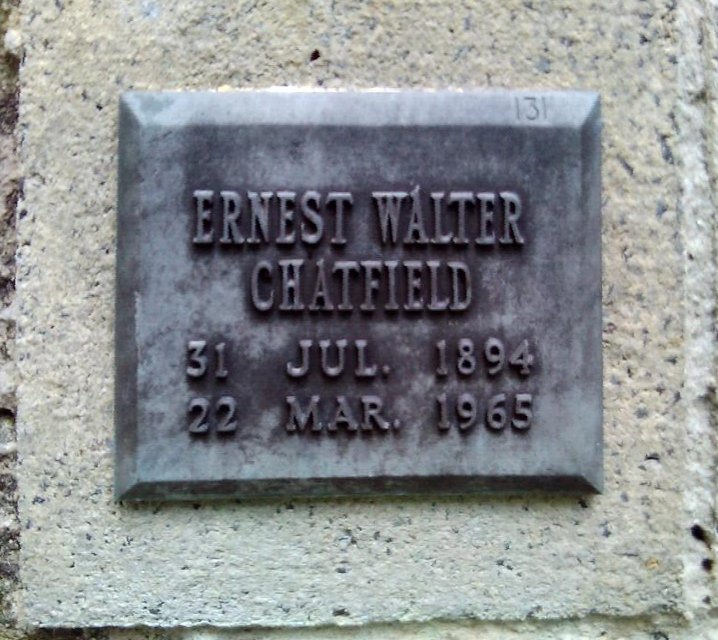 131
ERNEST WALTER
CHATFIELD
31 JUL. 1894
22 MAR. 1965